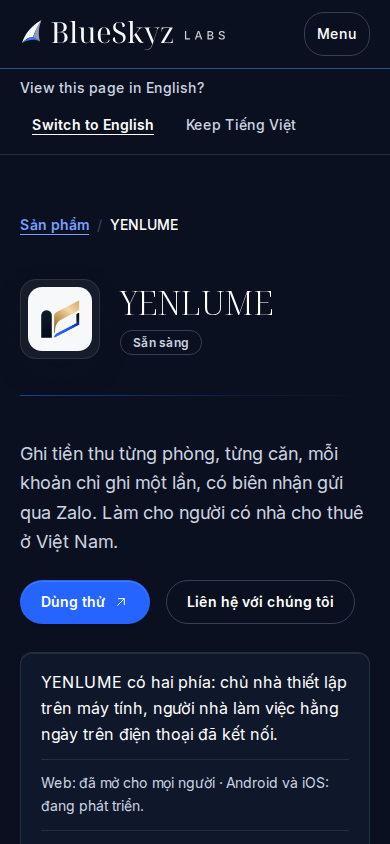 BlueSkyz LABS
Menu
View this page in English?
Switch to English Keep Tiếng Việt
Sản phẩm / YENLUME
YENLUME
Sẵn sàng
Ghi tiền thu từng phòng, từng căn, mỗi
khoản chỉ ghi một lần, có biên nhận gửi
qua Zalo. Làm cho người có nhà cho thuê
ở Việt Nam.
Dùng thử Liên hệ với chúng tôi
YENLUME có hai phía: chủ nhà thiết lập
trên máy tính, người nhà làm việc hằng
ngày trên điện thoại đã kết nối.
Web: đã mở cho mọi người · Android và iOS:
đang phát triển.